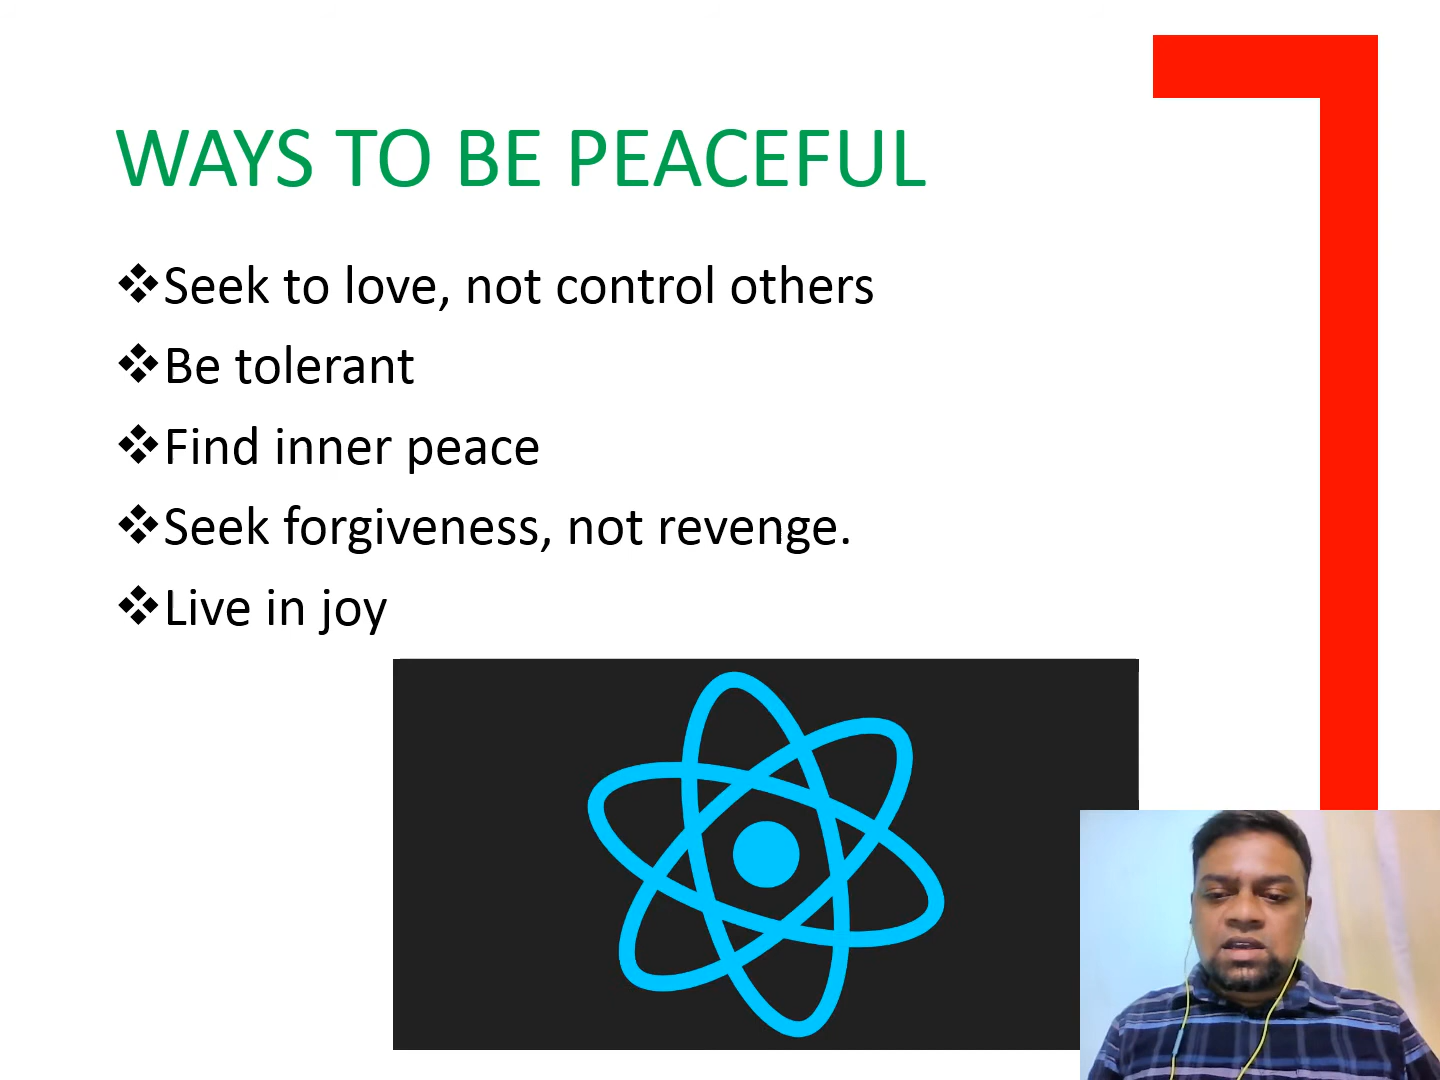 WAYS TO BE PEACEFUL
❖Seek to love, not control others
❖Be tolerant
❖Find inner peace
❖Seek forgiveness, not revenge.
❖Live in joy